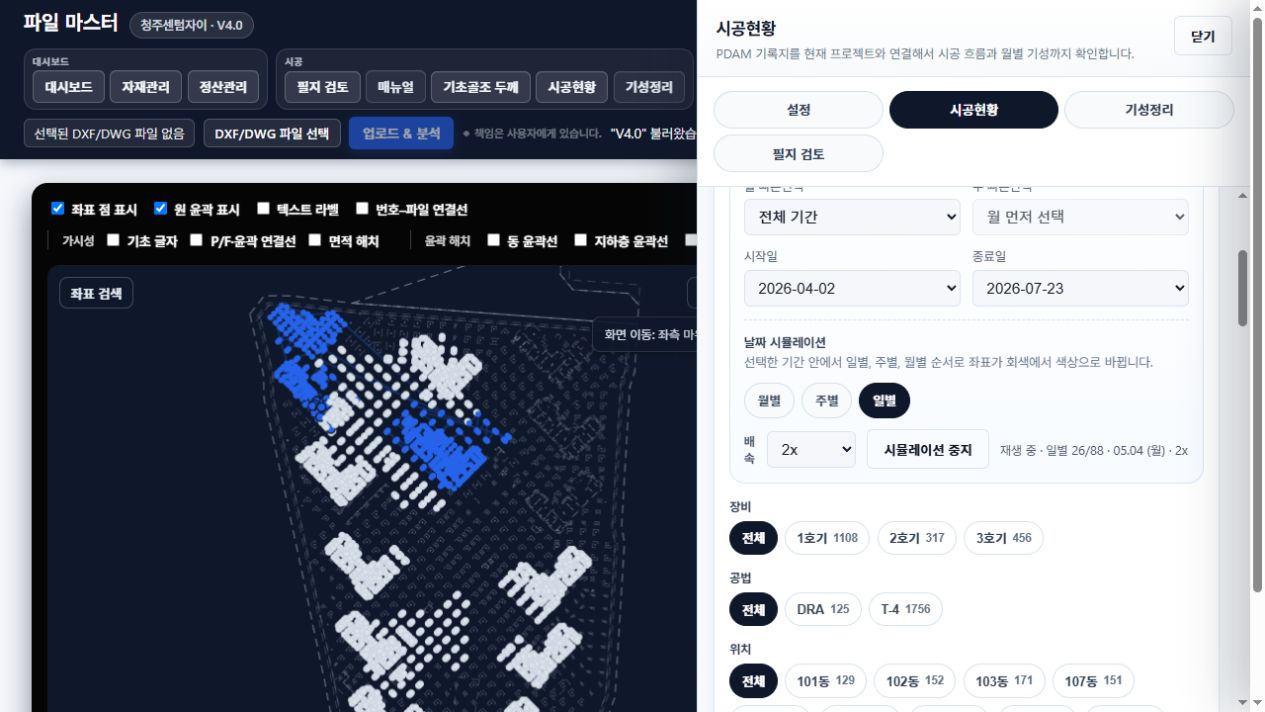 파일 마스터
청주센텀자이 · V4.0
대시보드
대시보드 자재관리 정산관리
시공
필지 검토 매뉴얼 기초골조 두께 시공현황 기성정리
선택된 DXF/DWG 파일 없음 DXF/DWG 파일 선택 업로드 & 분석 책임은 사용자에게 있습니다. "V4.0" 불러왔습
좌표 점 표시 원 윤곽 표시 텍스트 라벨 번호–파일 연결선
가시성 기초 글자 P/F-윤곽 연결선 면적 해치 윤곽 해치 동 윤곽선 지하층 윤곽선
좌표 검색
화면 이동: 좌측 마우
시공현황
PDAM 기록지를 현재 프로젝트와 연결해서 시공 흐름과 월별 기성까지 확인합니다.
닫기
설정 시공현황 기성정리
필지 검토
전체 기간 월 먼저 선택
시작일 종료일
2026-04-02 2026-07-23
날짜 시뮬레이션
선택한 기간 안에서 일별, 주별, 월별 순서로 좌표가 회색에서 색상으로 바뀝니다.
월별 주별 일별
배속 2x 시뮬레이션 중지 재생 중 · 일별 26/88 · 05.04 (월) · 2x
장비
전체 1호기 1108 2호기 317 3호기 456
공법
전체 DRA 125 T-4 1756
위치
전체 101동 129 102동 152 103동 171 107동 151